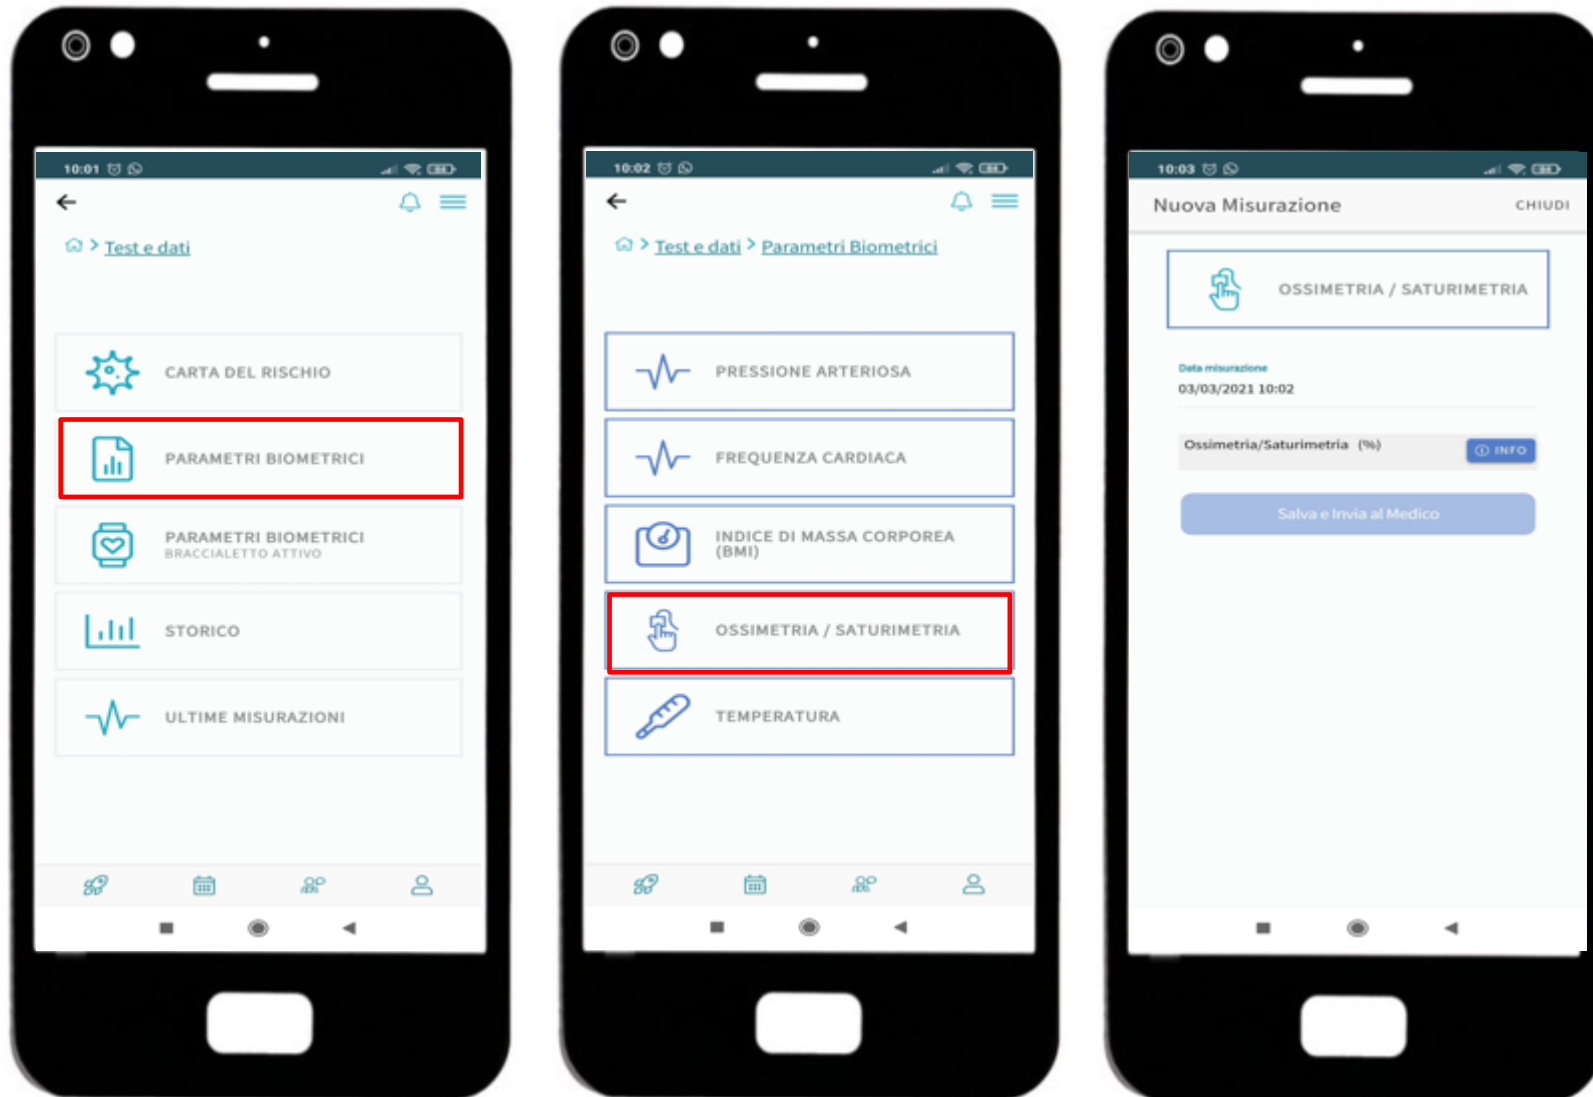 10:01
Test e dati
CARTA DEL RISCHIO
PARAMETRI BIOMETRICI
PARAMETRI BIOMETRICI
BRACCIALETTO ATTIVO
STORICO
ULTIME MISURAZIONI
10:02
Test e dati > Parametri Biometrici
PRESSIONE ARTERIOSA
FREQUENZA CARDIACA
INDICE DI MASSA CORPOREA
(BMI)
OSSIMETRIA / SATURIMETRIA
TEMPERATURA
10:03
Nuova Misurazione CHIUDI
OSSIMETRIA / SATURIMETRIA
Data misurazione
03/03/2021 10:02
Ossimetria/Saturimetria (%) INFO
Salva e Invia al Medico